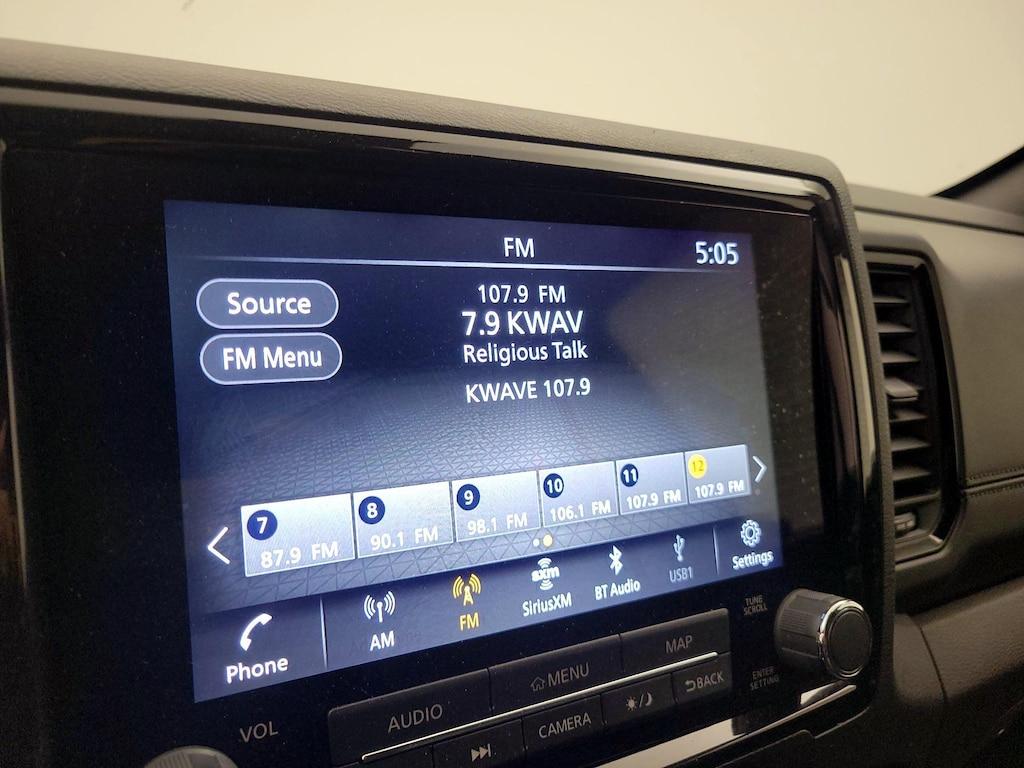 FM
5:05
Source
FM Menu
107.9 FM
7.9 KWAV
Religious Talk
KWAVE 107.9
7
87.9 FM
8
90.1 FM
9
98.1 FM
10
106.1 FM
11
107.9 FM
12
107.9 FM
Phone
AM
FM
sxm
SiriusXM
BT Audio
USB1
Settings
TUNE
SCROLL
ENTER
SETTING
VOL
AUDIO
MENU
MAP
CAMERA
BACK